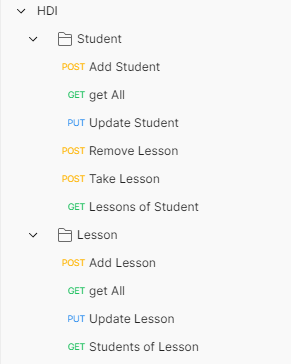 HDI
Student
POST Add Student
GET get All
PUT Update Student
POST Remove Lesson
POST Take Lesson
GET Lessons of Student
Lesson
POST Add Lesson
GET get All
PUT Update Lesson
GET Students of Lesson